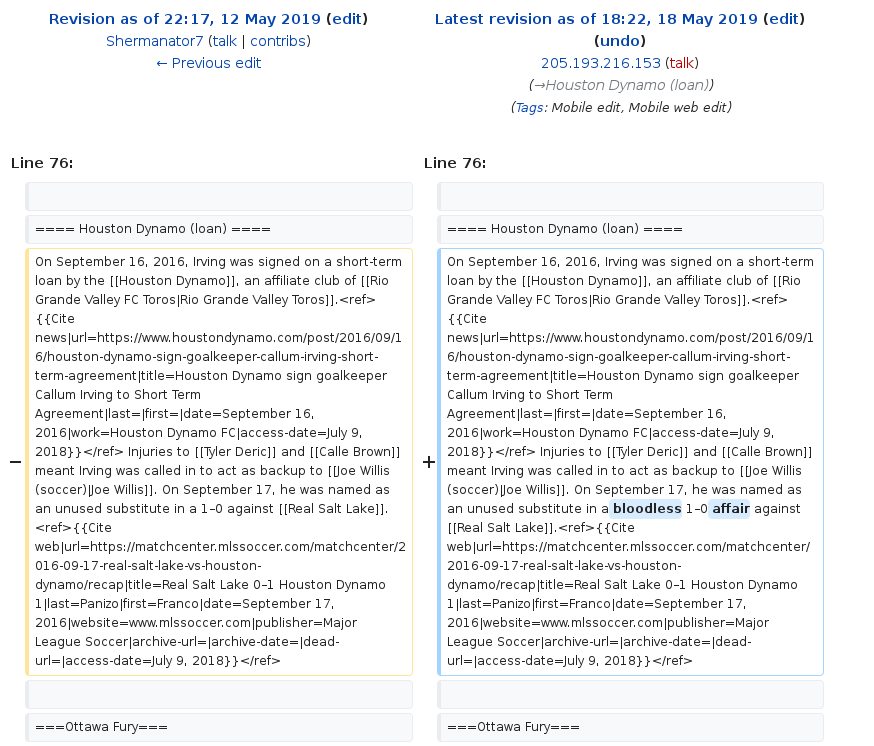 Revision as of 22:17, 12 May 2019 (edit)
Shermanator7 (talk | contribs)
← Previous edit
Latest revision as of 18:22, 18 May 2019 (edit)
(undo)
205.193.216.153 (talk)
(→Houston Dynamo (loan))
(Tags: Mobile edit, Mobile web edit)
Line 76:
==== Houston Dynamo (loan) ====
−
On September 16, 2016, Irving was signed on a short-term
loan by the [[Houston Dynamo]], an affiliate club of [[Rio
Grande Valley FC Toros|Rio Grande Valley Toros]].<ref>
{{Cite
news|url=https://www.houstondynamo.com/post/2016/09/1
6/houston-dynamo-sign-goalkeeper-callum-irving-short-
term-agreement|title=Houston Dynamo sign goalkeeper
Callum Irving to Short Term
Agreement|last=|first=|date=September 16,
2016|work=Houston Dynamo FC|access-date=July 9,
2018}}</ref> Injuries to [[Tyler Deric]] and [[Calle Brown]]
meant Irving was called in to act as backup to [[Joe Willis
(soccer)|Joe Willis]]. On September 17, he was named as
an unused substitute in a 1–0 against [[Real Salt Lake]].
<ref>{{Cite
web|url=https://matchcenter.mlssoccer.com/matchcenter/2
016-09-17-real-salt-lake-vs-houston-
dynamo/recap|title=Real Salt Lake 0–1 Houston Dynamo
1|last=Panizo|first=Franco|date=September 17,
2016|website=www.mlssoccer.com|publisher=Major
League Soccer|archive-url=|archive-date=|dead-
url=|access-date=July 9, 2018}}</ref>
===Ottawa Fury===
Line 76:
==== Houston Dynamo (loan) ====
+
On September 16, 2016, Irving was signed on a short-term
loan by the [[Houston Dynamo]], an affiliate club of [[Rio
Grande Valley FC Toros|Rio Grande Valley Toros]].<ref>
{{Cite
news|url=https://www.houstondynamo.com/post/2016/09/1
6/houston-dynamo-sign-goalkeeper-callum-irving-short-
term-agreement|title=Houston Dynamo sign goalkeeper
Callum Irving to Short Term
Agreement|last=|first=|date=September 16,
2016|work=Houston Dynamo FC|access-date=July 9,
2018}}</ref> Injuries to [[Tyler Deric]] and [[Calle Brown]]
meant Irving was called in to act as backup to [[Joe Willis
(soccer)|Joe Willis]]. On September 17, he was named as
an unused substitute in a bloodless 1–0 affair against
[[Real Salt Lake]].<ref>{{Cite
web|url=https://matchcenter.mlssoccer.com/matchcenter/
2016-09-17-real-salt-lake-vs-houston-
dynamo/recap|title=Real Salt Lake 0–1 Houston Dynamo
1|last=Panizo|first=Franco|date=September 17,
2016|website=www.mlssoccer.com|publisher=Major
League Soccer|archive-url=|archive-date=|dead-
url=|access-date=July 9, 2018}}</ref>
===Ottawa Fury===